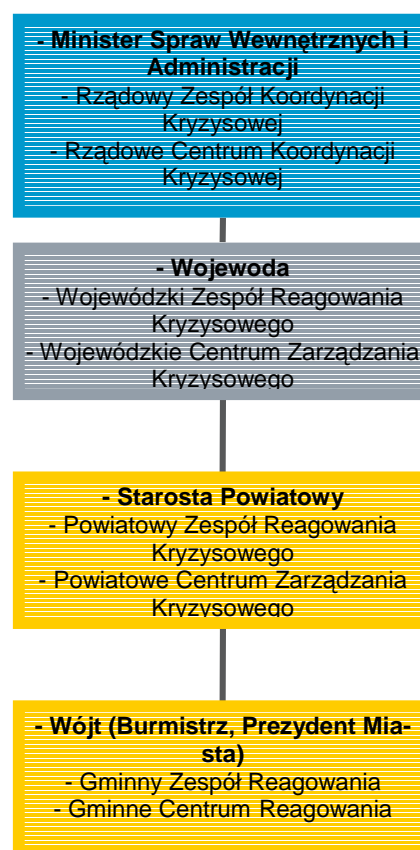 - Minister Spraw Wewnętrznych i
Administracji
- Rządowy Zespół Koordynacji
Kryzysowej
- Rządowe Centrum Koordynacji
Kryzysowej
- Wojewoda
- Wojewódzki Zespół Reagowania
Kryzysowego
- Wojewódzkie Centrum Zarządzania
Kryzysowego
- Starosta Powiatowy
- Powiatowy Zespół Reagowania
Kryzysowego
- Powiatowe Centrum Zarządzania
Kryzysowego
- Wójt (Burmistrz, Prezydent Mia-
sta)
- Gminny Zespół Reagowania
- Gminne Centrum Reagowania